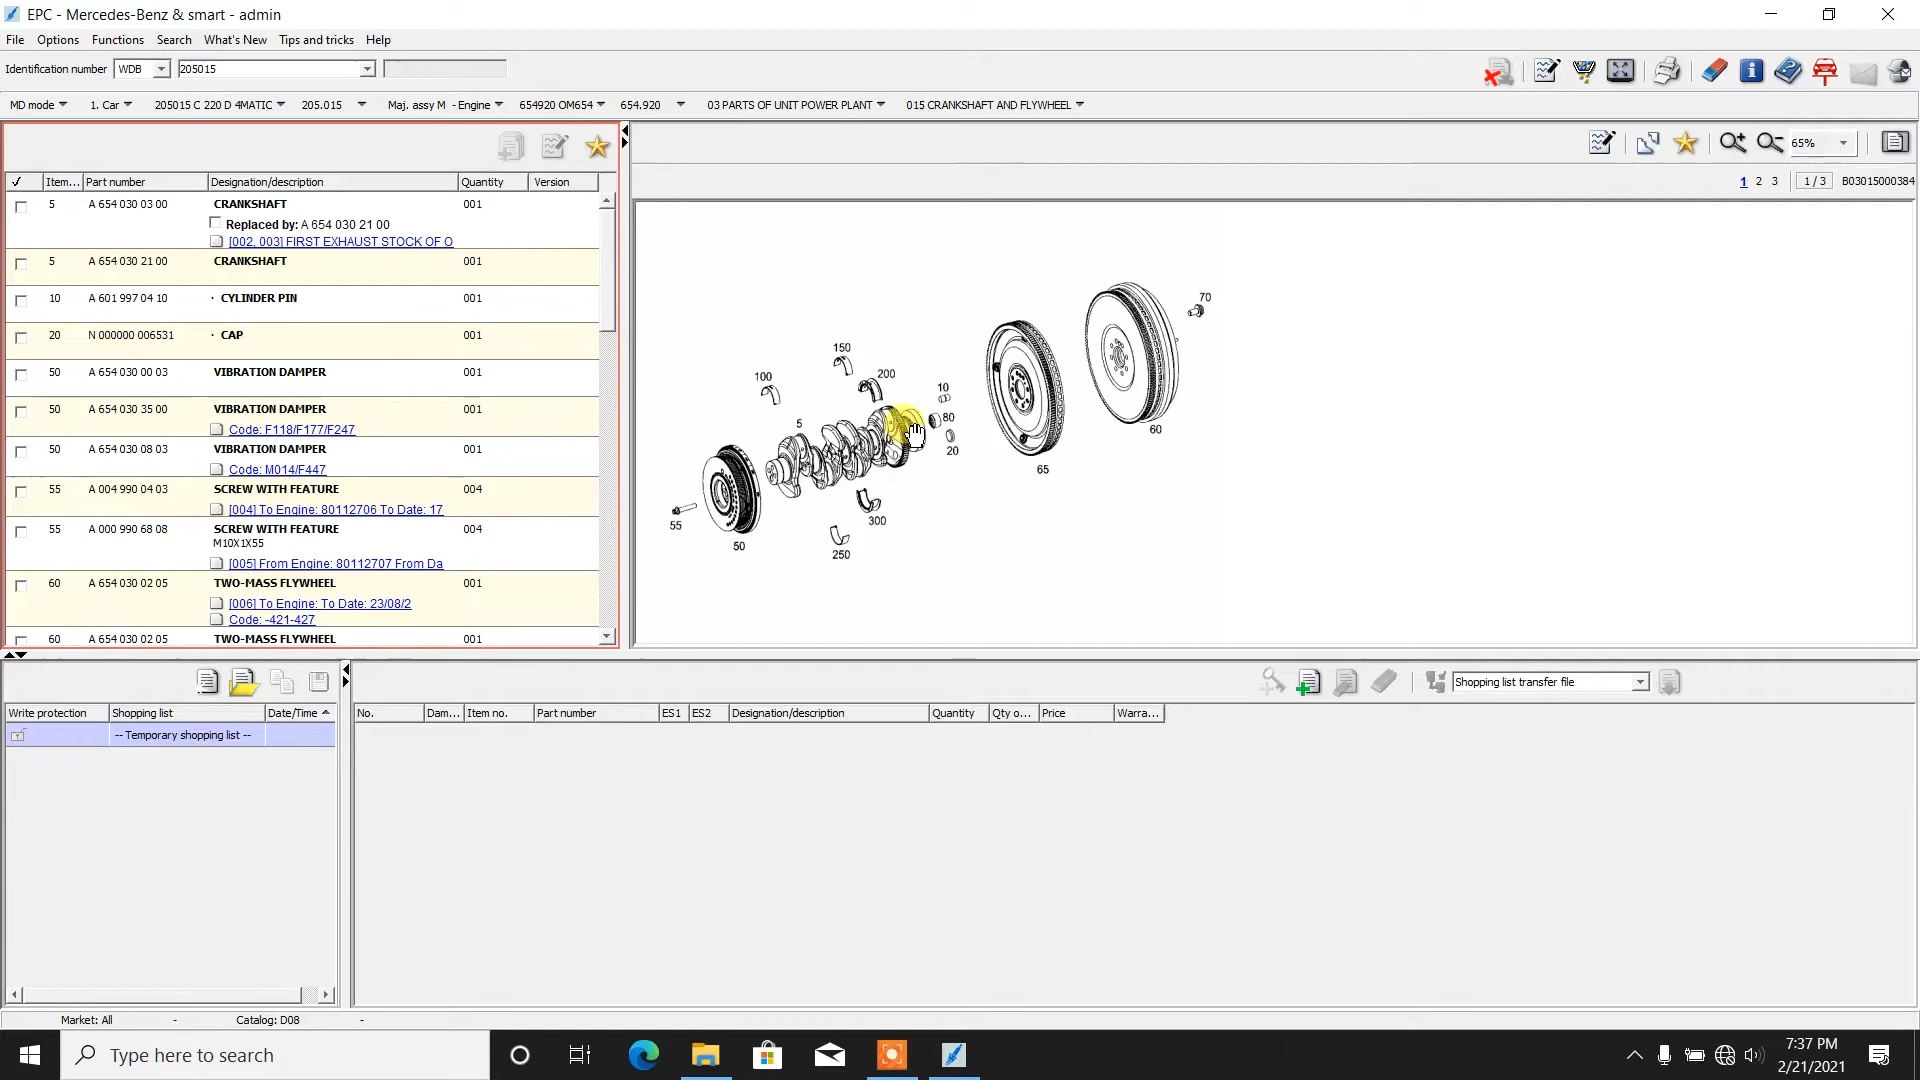 EPC - Mercedes-Benz & smart - admin
File Options Functions Search What's New Tips and tricks Help
Identification number WDB 205015
MD mode 1. Car 205015 C 220 D 4MATIC 205.015 Maj. assy M - Engine 654920 OM654 654.920 03 PARTS OF UNIT POWER PLANT 015 CRANKSHAFT AND FLYWHEEL
65%
Item... Part number Designation/description Quantity Version
1 2 3 1 / 3 B03015000384
5 A 654 030 03 00 CRANKSHAFT 001
Replaced by: A 654 030 21 00
[002, 003] FIRST EXHAUST STOCK OF O
5 A 654 030 21 00 CRANKSHAFT 001
10 A 601 997 04 10 · CYLINDER PIN 001
20 N 000000 006531 · CAP 001
50 A 654 030 00 03 VIBRATION DAMPER 001
50 A 654 030 35 00 VIBRATION DAMPER 001
Code: F118/F177/F247
50 A 654 030 08 03 VIBRATION DAMPER 001
Code: M014/F447
55 A 004 990 04 03 SCREW WITH FEATURE 004
[004] To Engine: 80112706 To Date: 17
55 A 000 990 68 08 SCREW WITH FEATURE 004
M10X1X55
[005] From Engine: 80112707 From Da
60 A 654 030 02 05 TWO-MASS FLYWHEEL 001
[006] To Engine: To Date: 23/08/2
Code: -421-427
60 A 654 030 02 05 TWO-MASS FLYWHEEL 001
70
150
100
200
10
5
80
20
60
65
55
50
300
250
Shopping list transfer file
Write protection Shopping list Date/Time
-- Temporary shopping list --
No. Dam... Item no. Part number ES1 ES2 Designation/description Quantity Qty o... Price Warra...
Market: All - Catalog: D08 -
Type here to search
7:37 PM
2/21/2021